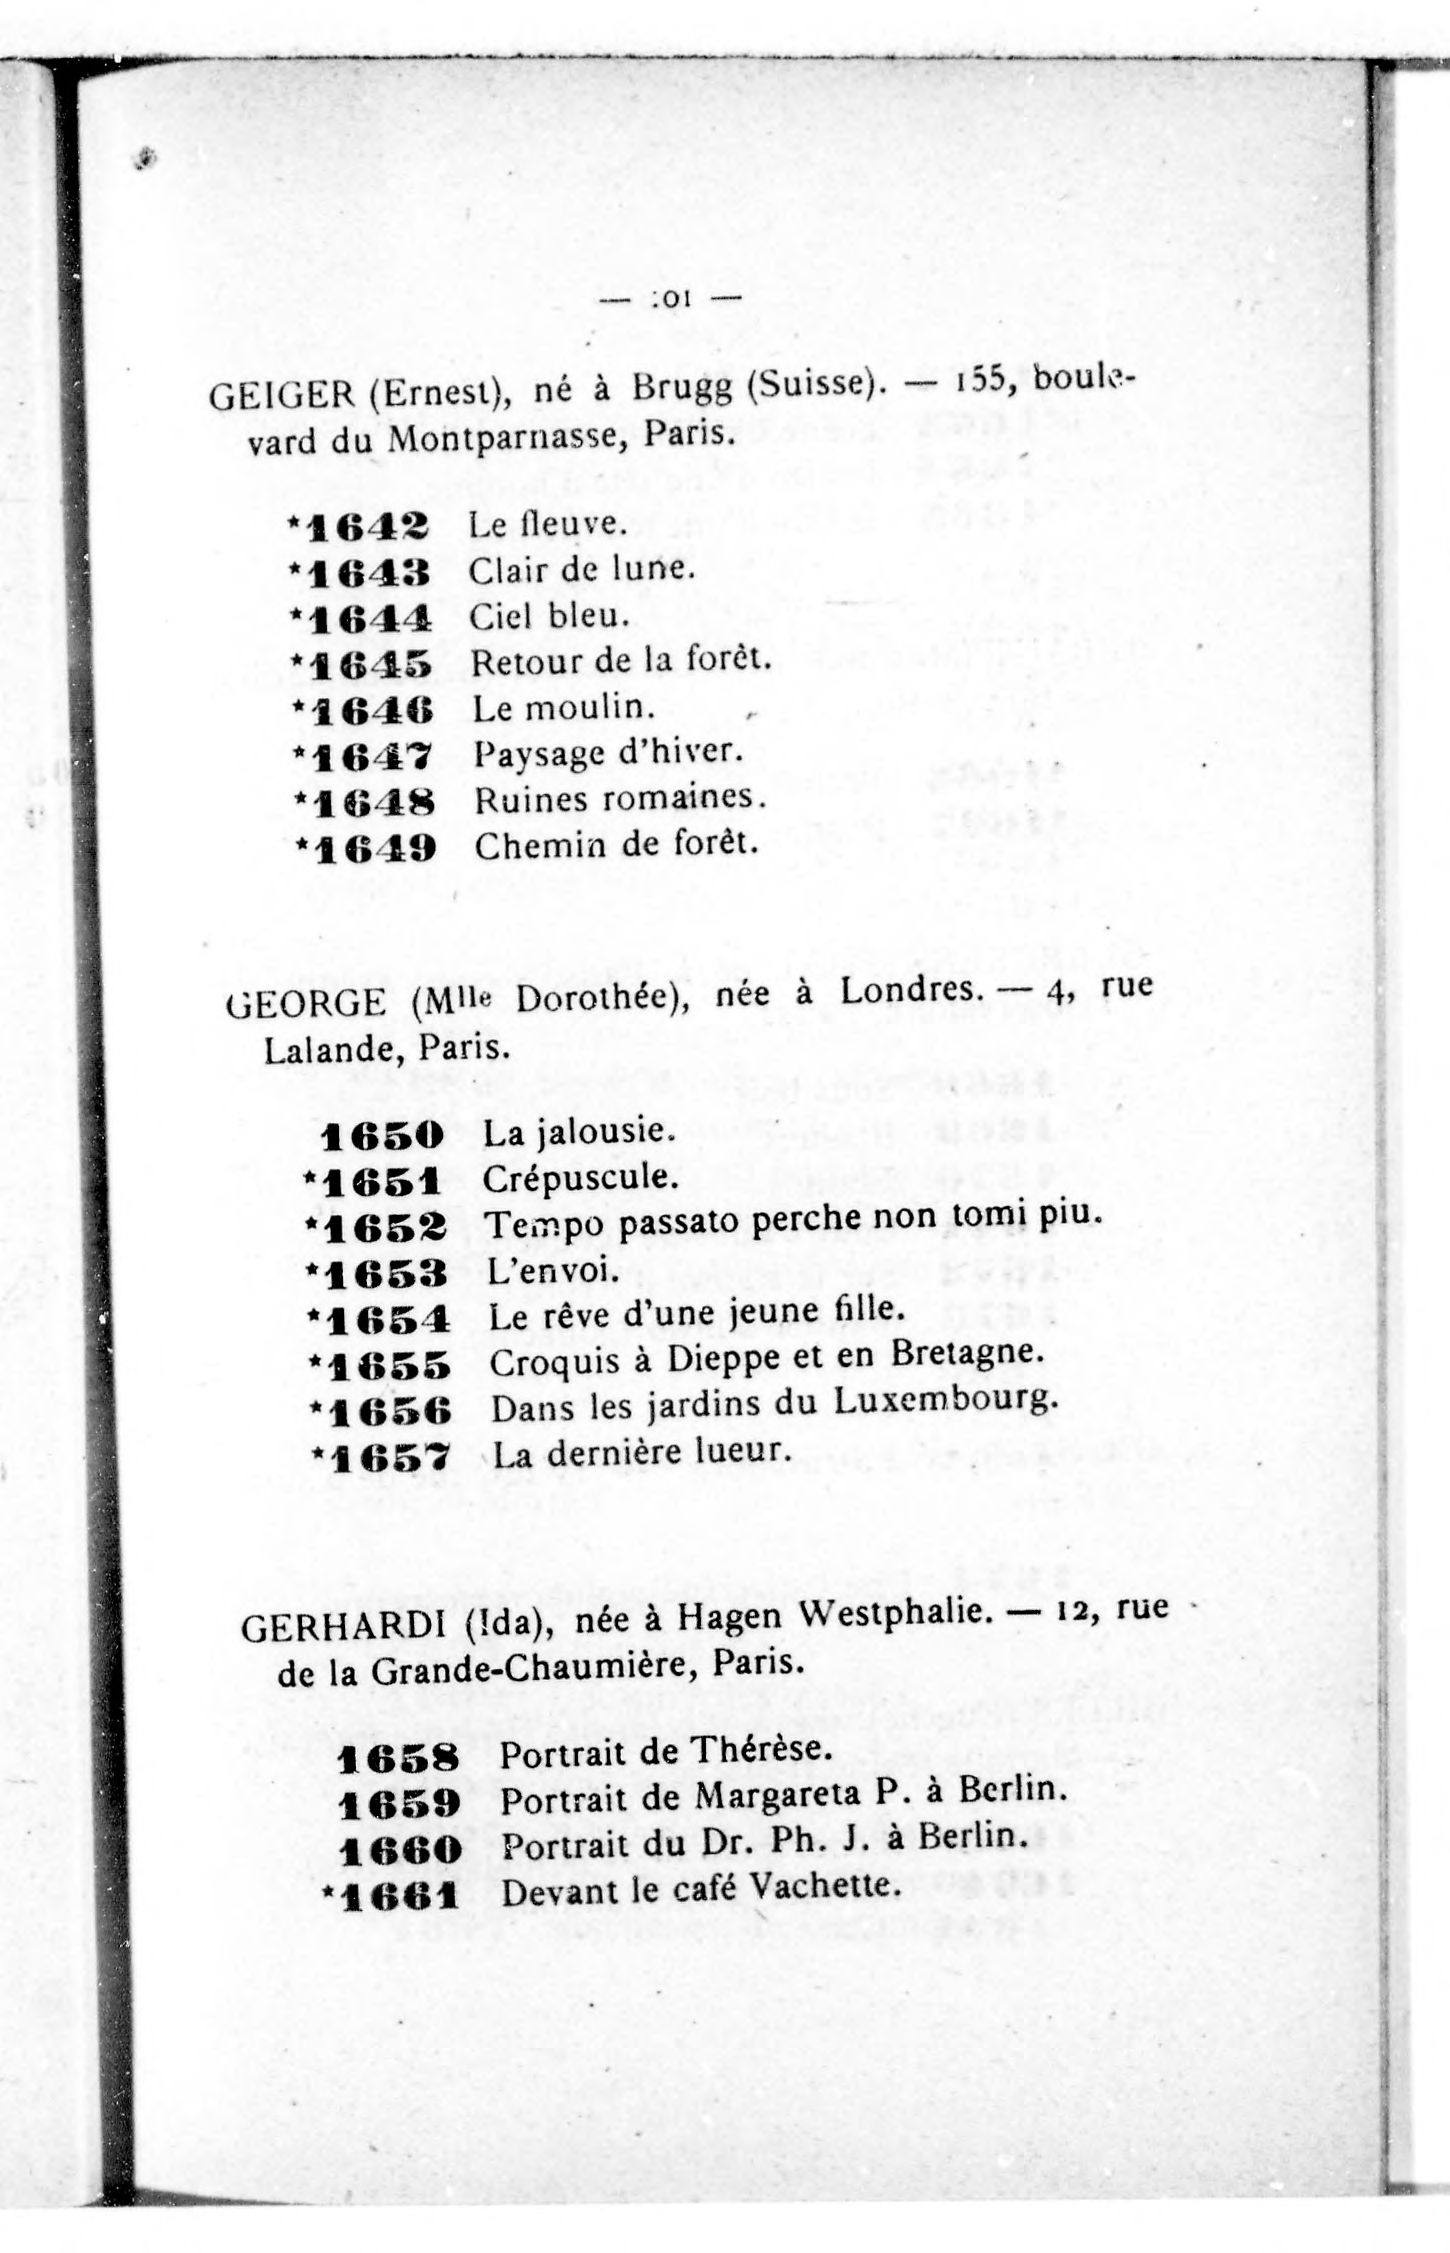 — 101 —
GEIGER (Ernest), né à Brugg (Suisse). — 155, boule-
vard du Montparnasse, Paris.
*1642 Le fleuve.
*1643 Clair de lune.
*1644 Ciel bleu.
*1645 Retour de la forêt.
*1646 Le moulin.
*1647 Paysage d'hiver.
*1648 Ruines romaines.
*1649 Chemin de forêt.
GEORGE (Mlle Dorothée), née à Londres. — 4, rue
Lalande, Paris.
1650 La jalousie.
*1651 Crépuscule.
*1652 Tempo passato perche non tomi piu.
*1653 L'envoi.
*1654 Le rêve d'une jeune fille.
*1655 Croquis à Dieppe et en Bretagne.
*1656 Dans les jardins du Luxembourg.
*1657 La dernière lueur.
GERHARDI (Ida), née à Hagen Westphalie. — 12, rue
de la Grande-Chaumière, Paris.
1658 Portrait de Thérèse.
1659 Portrait de Margareta P. à Berlin.
1660 Portrait du Dr. Ph. J. à Berlin.
*1661 Devant le café Vachette.